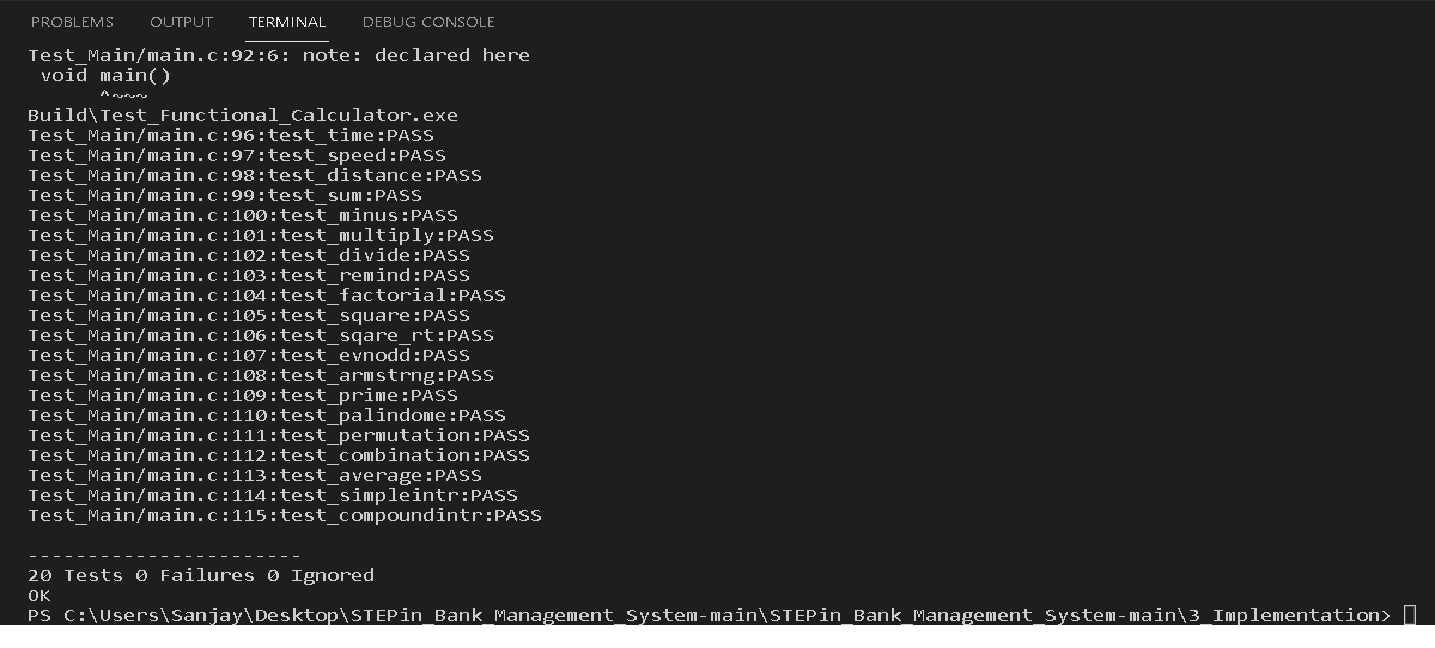 PROBLEMS OUTPUT TERMINAL DEBUG CONSOLE
Test_Main/main.c:92:6: note: declared here
 void main()
      ^~~~
Build\Test_Functional_Calculator.exe
Test_Main/main.c:96:test_time:PASS
Test_Main/main.c:97:test_speed:PASS
Test_Main/main.c:98:test_distance:PASS
Test_Main/main.c:99:test_sum:PASS
Test_Main/main.c:100:test_minus:PASS
Test_Main/main.c:101:test_multiply:PASS
Test_Main/main.c:102:test_divide:PASS
Test_Main/main.c:103:test_remind:PASS
Test_Main/main.c:104:test_factorial:PASS
Test_Main/main.c:105:test_square:PASS
Test_Main/main.c:106:test_sqare_rt:PASS
Test_Main/main.c:107:test_evnodd:PASS
Test_Main/main.c:108:test_armstrng:PASS
Test_Main/main.c:109:test_prime:PASS
Test_Main/main.c:110:test_palindome:PASS
Test_Main/main.c:111:test_permutation:PASS
Test_Main/main.c:112:test_combination:PASS
Test_Main/main.c:113:test_average:PASS
Test_Main/main.c:114:test_simpleintr:PASS
Test_Main/main.c:115:test_compoundintr:PASS
-----------------------
20 Tests 0 Failures 0 Ignored
OK
PS C:\Users\Sanjay\Desktop\STEPin_Bank_Management_System-main\STEPin_Bank_Management_System-main\3_Implementation>